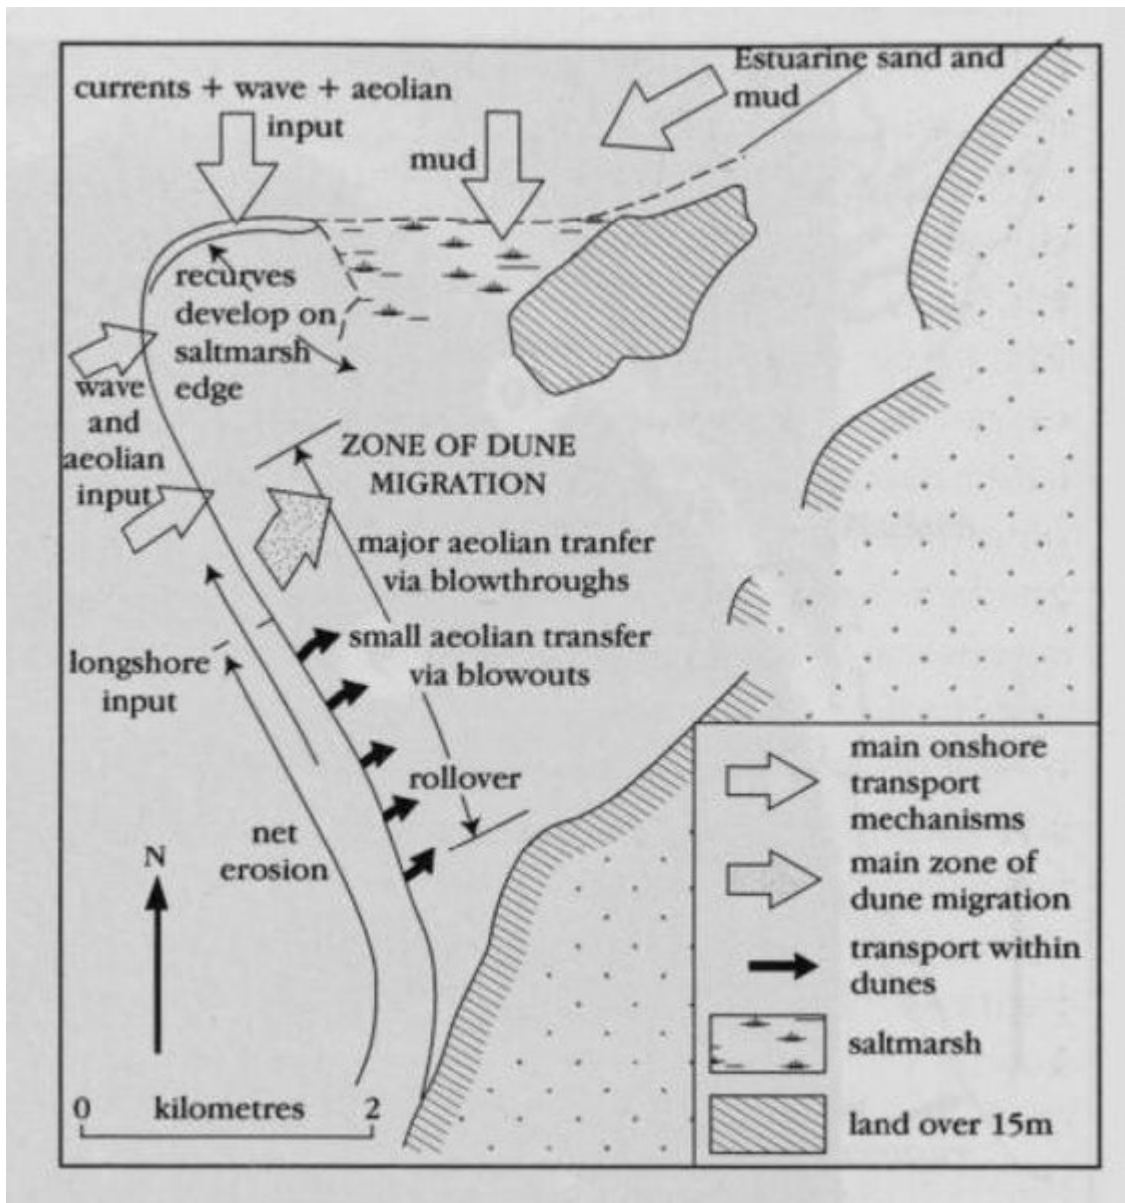 Estuarine sand and
mud
currents + wave + aeolian
input
mud
recurves
develop on
saltmarsh
edge
wave
and
aeolian
input
ZONE OF DUNE
MIGRATION
major aeolian tranfer
via blowthroughs
small aeolian transfer
via blowouts
longshore
input
rollover
net
erosion
N
0 kilometres 2
main onshore
transport
mechanisms
main zone of
dune migration
transport within
dunes
saltmarsh
land over 15m